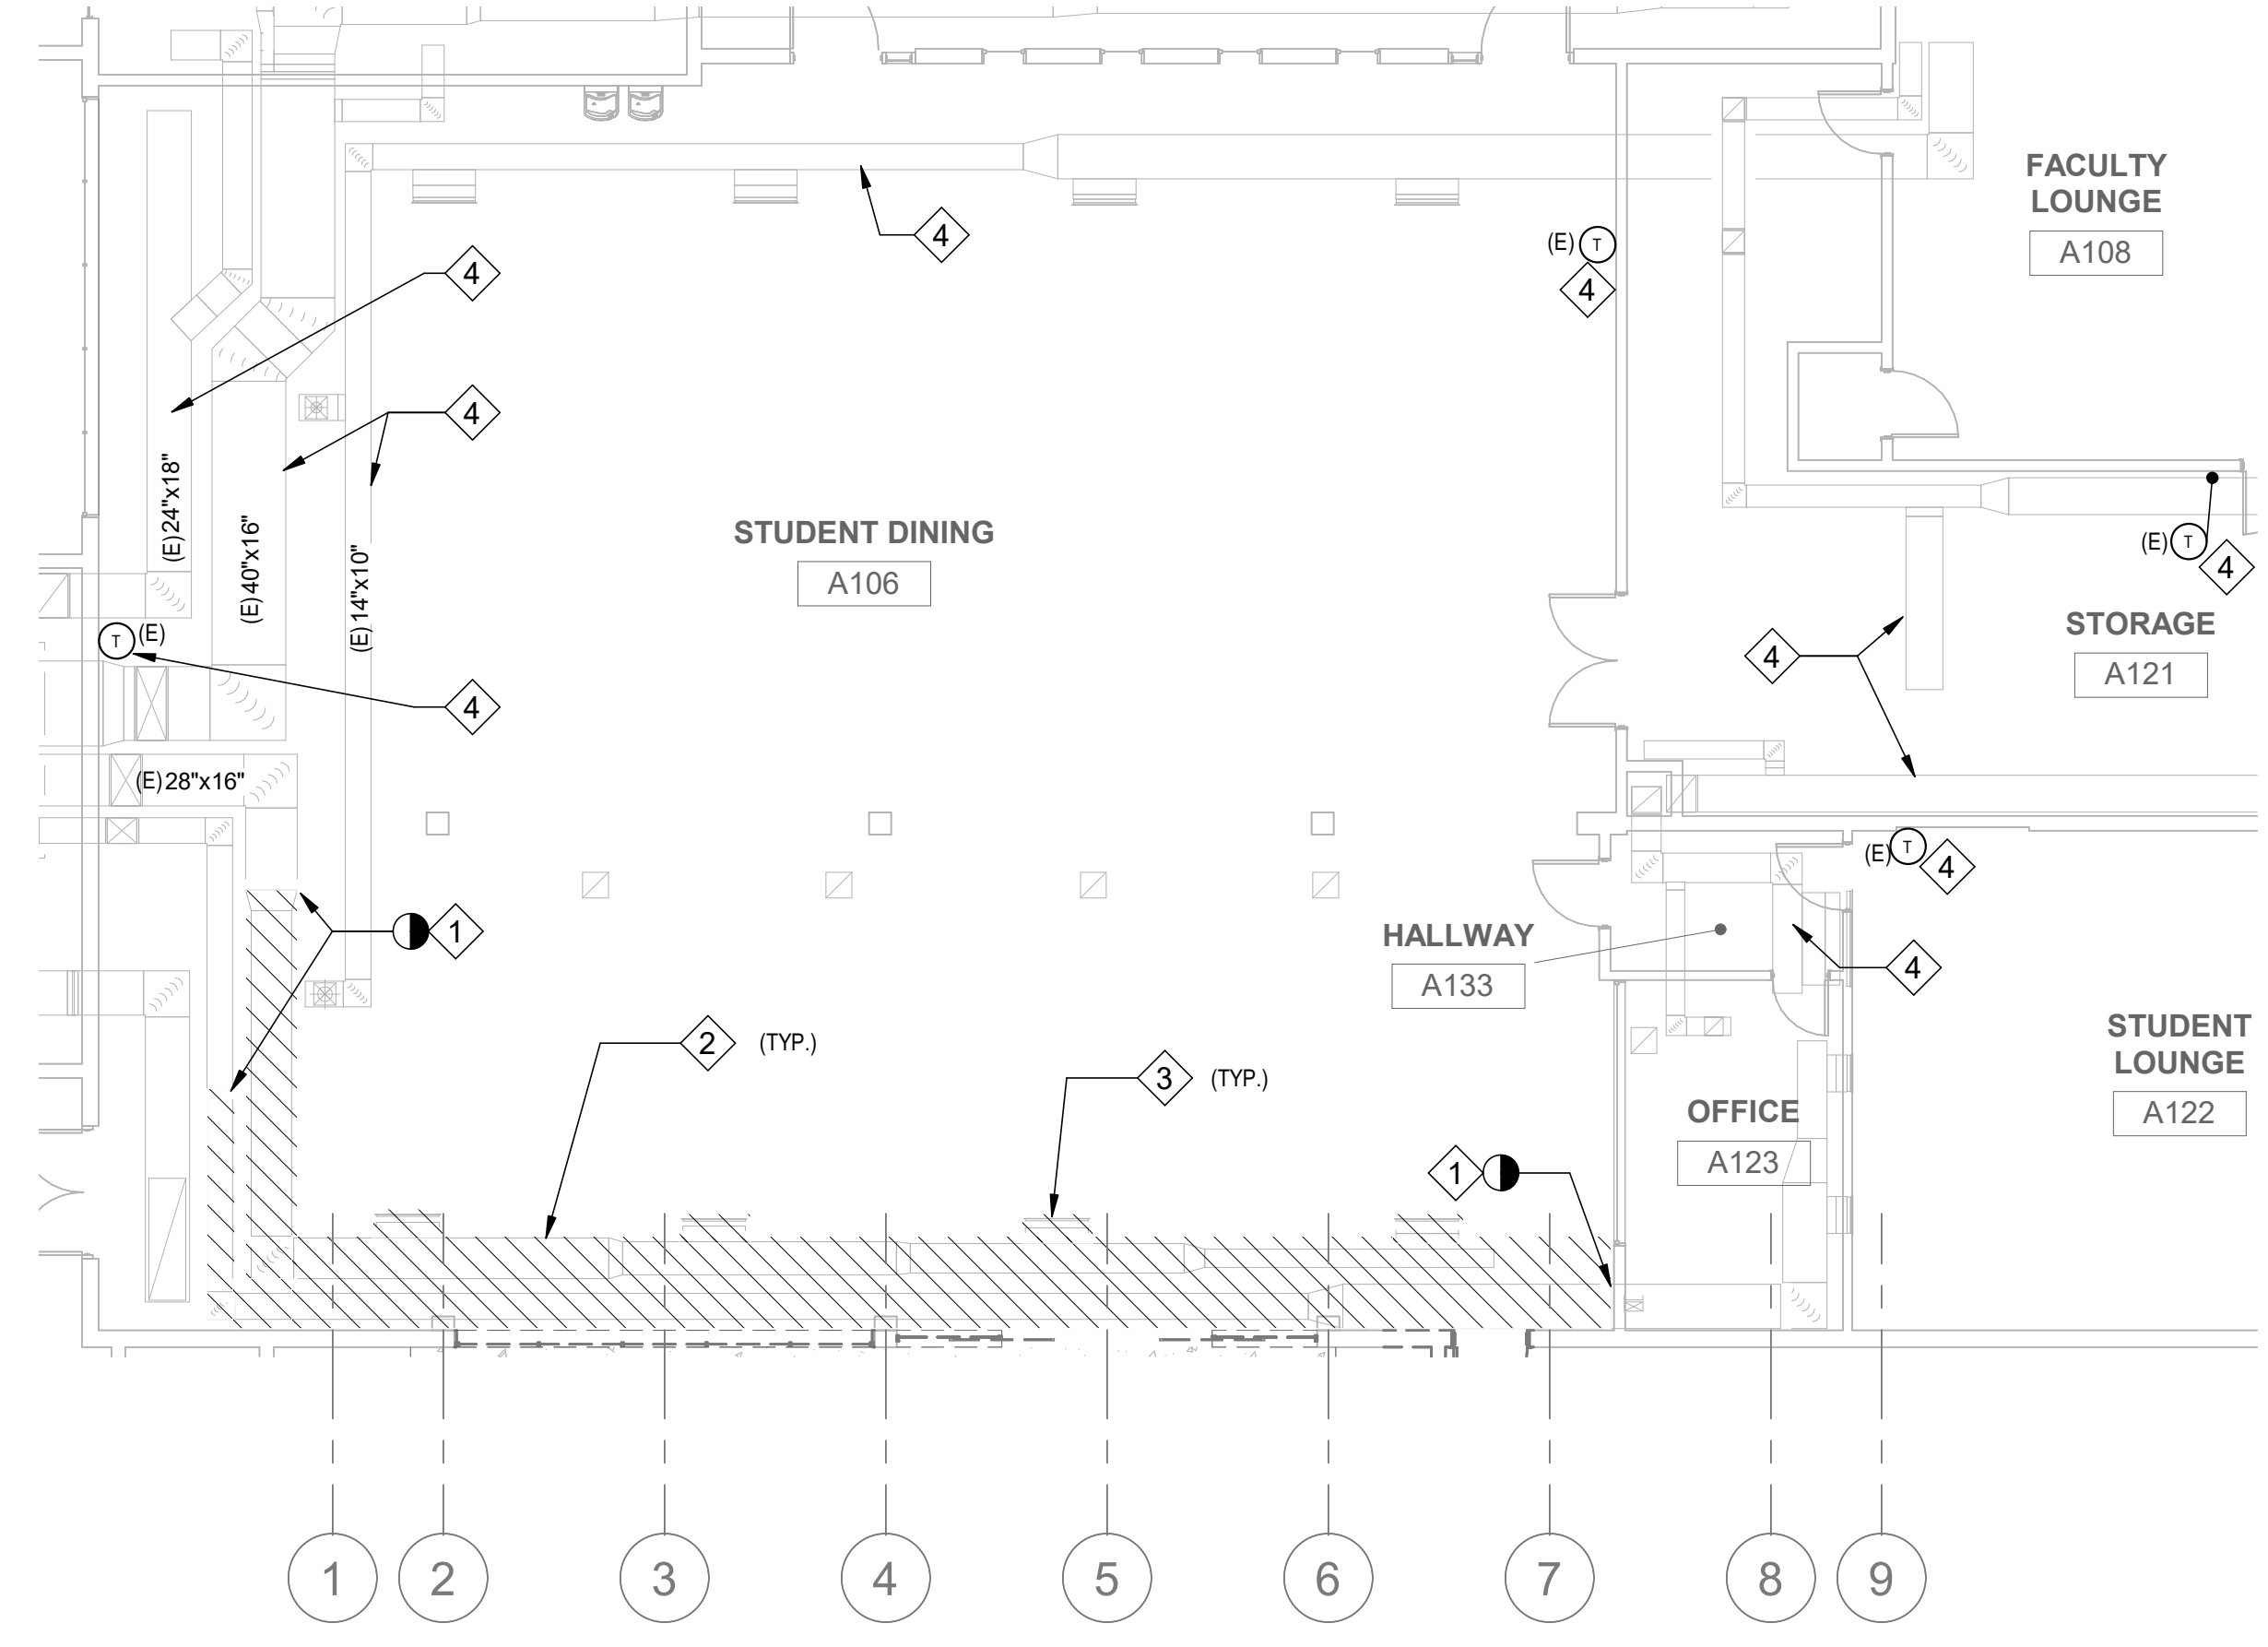 FACULTY
LOUNGE
A108
4
(E) T
4
4
4
(E)24"x18"
(E)40"x16"
(E)14"x10"
STUDENT DINING
A106
(E) T
4
T (E)
4
STORAGE
A121
4
4
(E)28"x16"
(E) T
4
1
HALLWAY
A133
4
2 (TYP.)
3 (TYP.)
STUDENT
LOUNGE
A122
OFFICE
A123
1
1 2 3 4 5 6 7 8 9